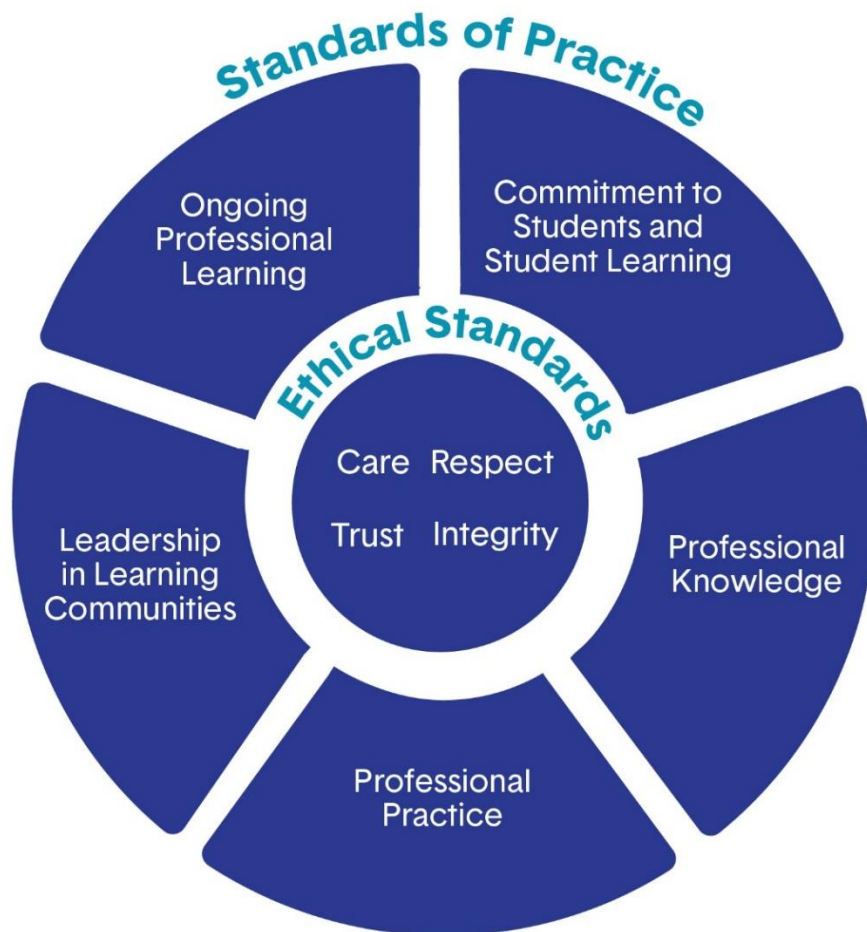 Standards of Practice
Ongoing
Professional
Learning
Commitment to
Students and
Student Learning
Ethical Standards
Care Respect
Trust Integrity
Leadership
in Learning
Communities
Professional
Knowledge
Professional
Practice